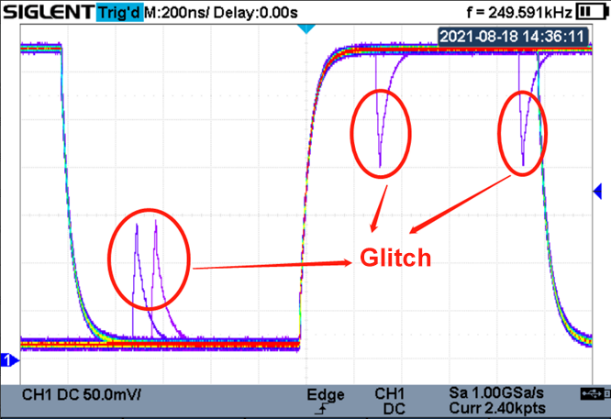 SIGLENT Trig'd M:200ns/ Delay:0.00s f = 249.591kHz
2021-08-18 14:36:11
Glitch
1
CH1 DC 50.0mV/ Edge CH1 Sa 1.00GSa/s
DC Curr 2.40kpts